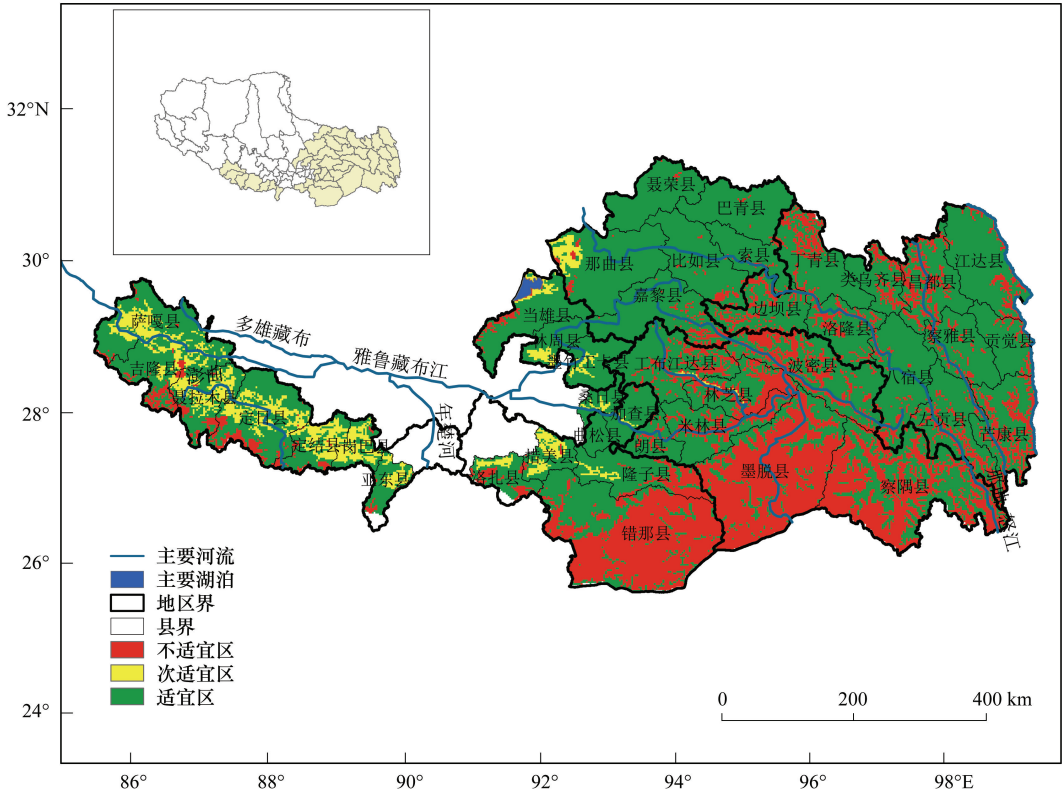 32°N
30°
28°
26°
24°
86°
88°
90°
92°
94°
96°
98°E
聂荣县
巴青县
那曲县
比如县
索县
丁青县
类乌齐县
昌都县
江达县
嘉黎县
当雄县
边坝县
洛隆县
察雅县
贡觉县
林周县
工布江达县
波密县
八宿县
林芝县
桑日县
加查县
米林县
左贡县
芒康县
曲松县
朗县
措美县
隆子县
墨脱县
察隅县
洛扎县
错那县
萨嘎县
吉隆县
聂拉木县
定日县
定结县
岗巴县
亚东县
多雄藏布
雅鲁藏布江
年楚河
彭曲
怒江
主要河流
主要湖泊
地区界
县界
不适宜区
次适宜区
适宜区
0
200
400 km